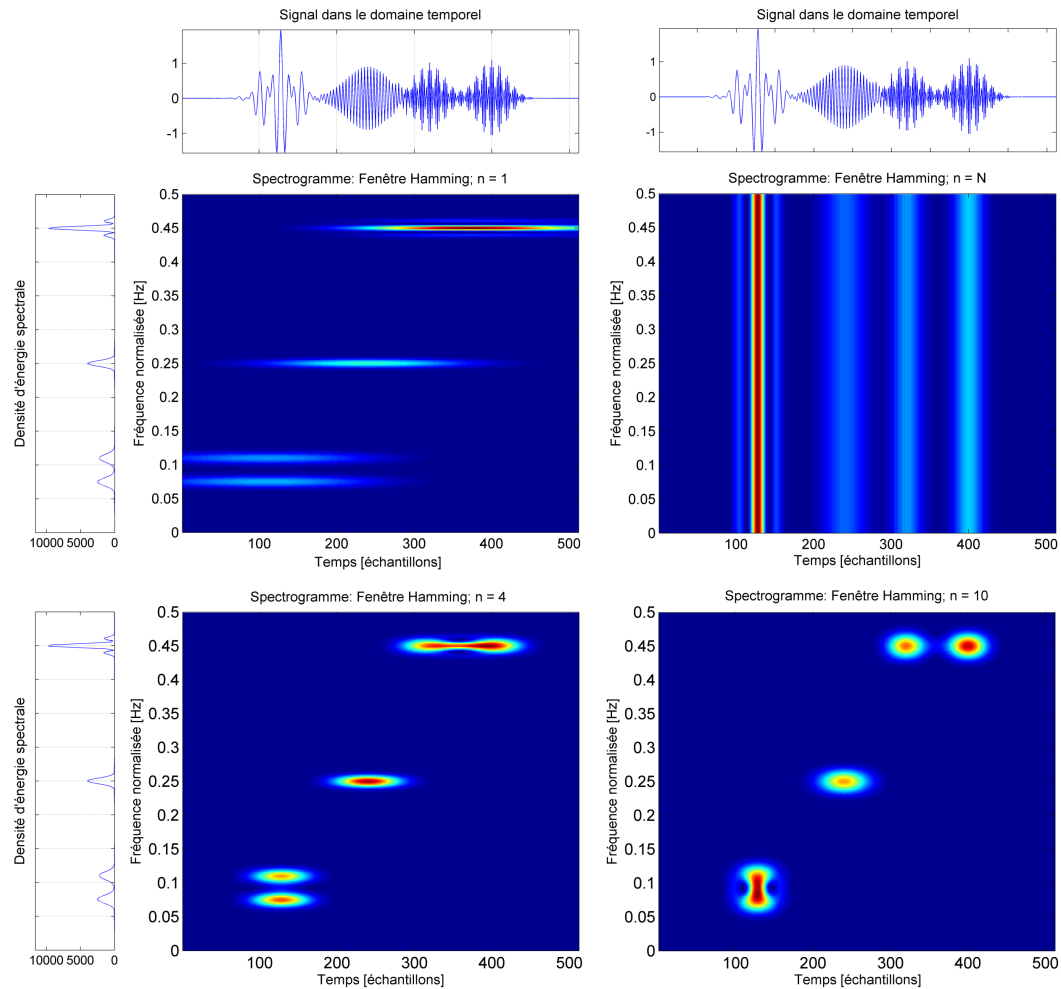 Signal dans le domaine temporel
1
0
-1
Signal dans le domaine temporel
1
0
-1
Densité d'énergie spectrale
10000 5000 0
Spectrogramme: Fenêtre Hamming; n = 1
Fréquence normalisée [Hz]
0.5
0.45
0.4
0.35
0.3
0.25
0.2
0.15
0.1
0.05
0
100 200 300 400 500
Temps [échantillons]
Spectrogramme: Fenêtre Hamming; n = N
Fréquence normalisée [Hz]
0.5
0.45
0.4
0.35
0.3
0.25
0.2
0.15
0.1
0.05
0
100 200 300 400 500
Temps [échantillons]
Densité d'énergie spectrale
10000 5000 0
Spectrogramme: Fenêtre Hamming; n = 4
Fréquence normalisée [Hz]
0.5
0.45
0.4
0.35
0.3
0.25
0.2
0.15
0.1
0.05
0
100 200 300 400 500
Temps [échantillons]
Spectrogramme: Fenêtre Hamming; n = 10
Fréquence normalisée [Hz]
0.5
0.45
0.4
0.35
0.3
0.25
0.2
0.15
0.1
0.05
0
100 200 300 400 500
Temps [échantillons]